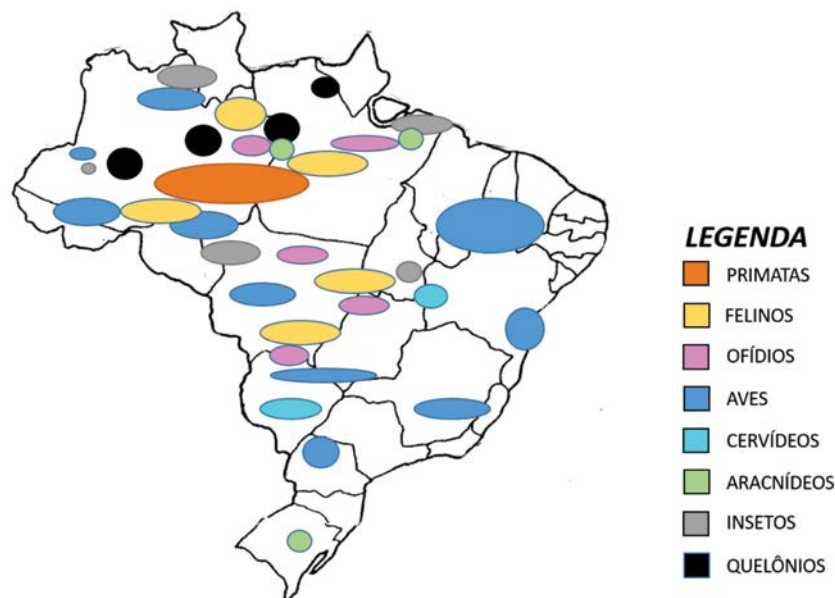 LEGENDA
PRIMATAS
FELINOS
OFÍDIOS
AVES
CERVÍDEOS
ARACNÍDEOS
INSETOS
QUELÔNIOS